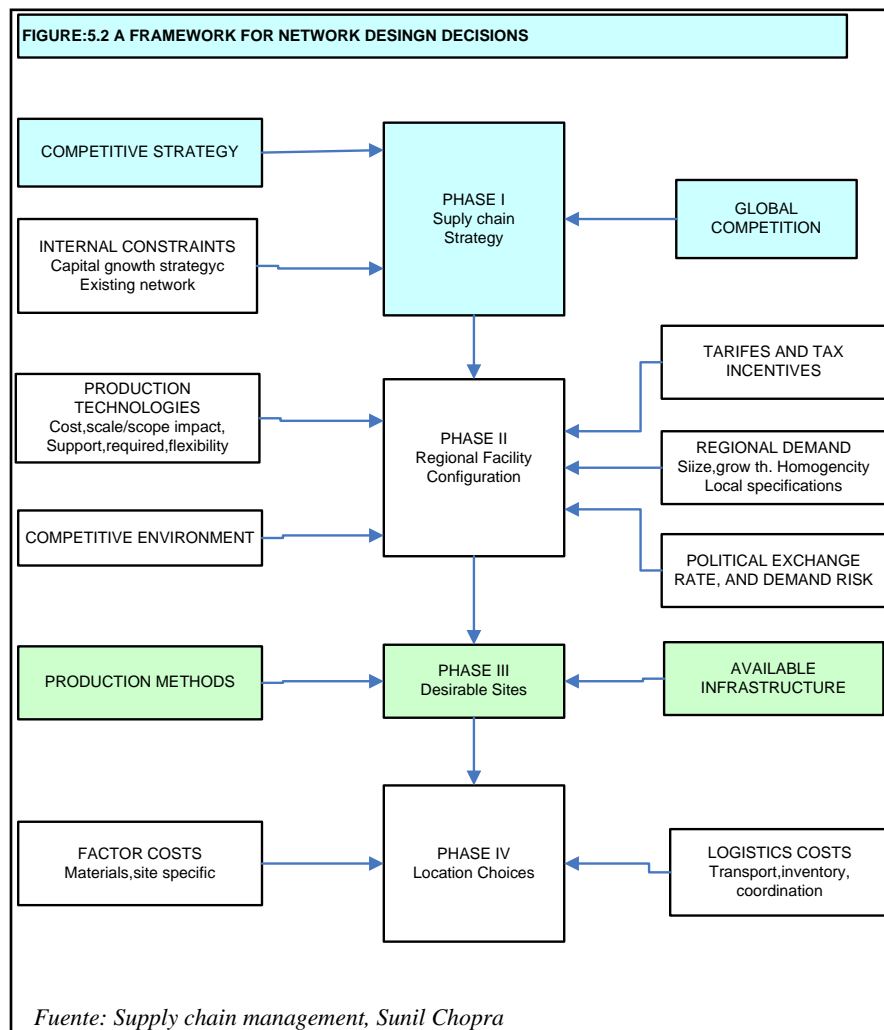 FIGURE:5.2 A FRAMEWORK FOR NETWORK DESINGN DECISIONS
COMPETITIVE STRATEGY
PHASE I
Suply chain
Strategy
GLOBAL
COMPETITION
INTERNAL CONSTRAINTS
Capital gnowth strategyc
Existing network
PRODUCTION
TECHNOLOGIES
Cost,scale/scope impact,
Support,required,flexibility
PHASE II
Regional Facility
Configuration
TARIFES AND TAX
INCENTIVES
REGIONAL DEMAND
Siize,grow th. Homogencity
Local specifications
COMPETITIVE ENVIRONMENT
POLITICAL EXCHANGE
RATE, AND DEMAND RISK
PRODUCTION METHODS
PHASE III
Desirable Sites
AVAILABLE
INFRASTRUCTURE
FACTOR COSTS
Materials,site specific
PHASE IV
Location Choices
LOGISTICS COSTS
Transport,inventory,
coordination
Fuente: Supply chain management, Sunil Chopra